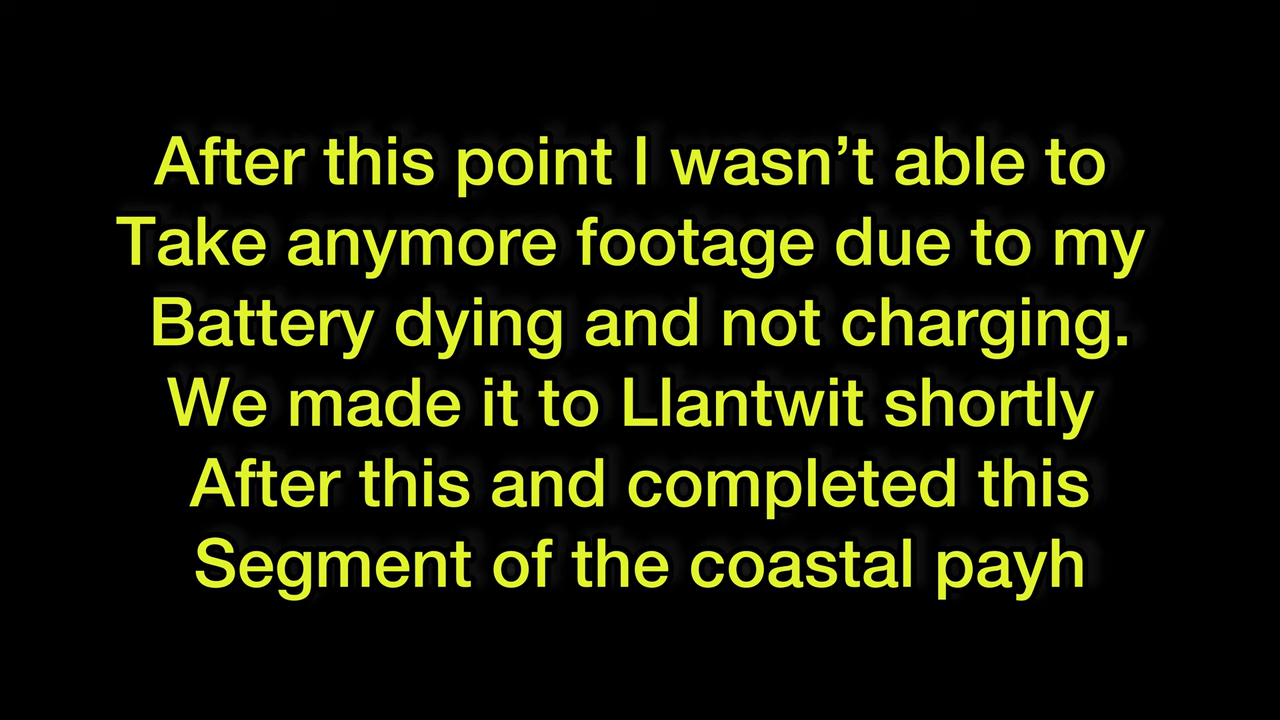 After this point I wasn’t able to
Take anymore footage due to my
Battery dying and not charging.
We made it to Llantwit shortly
After this and completed this
Segment of the coastal payh